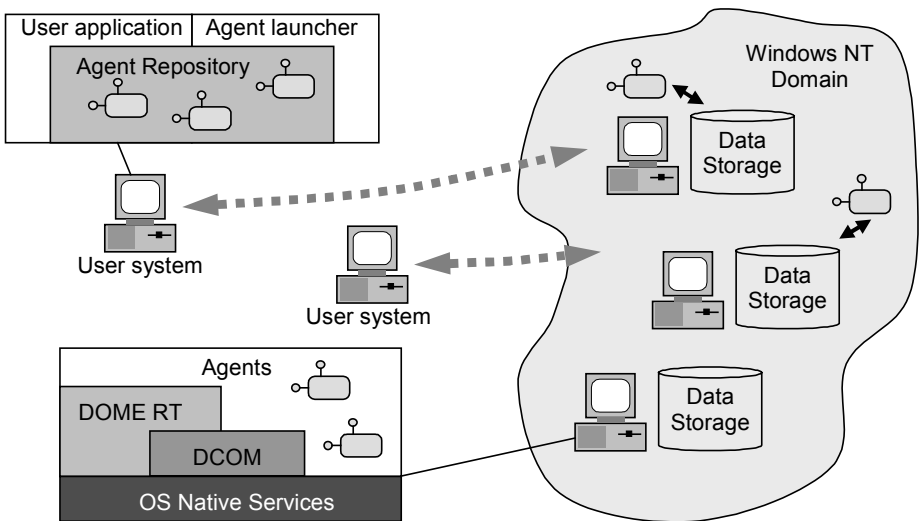 User application
Agent launcher
Agent Repository
Windows NT
Domain
Data
Storage
User system
Data
Storage
User system
Agents
DOME RT
Data
Storage
DCOM
OS Native Services